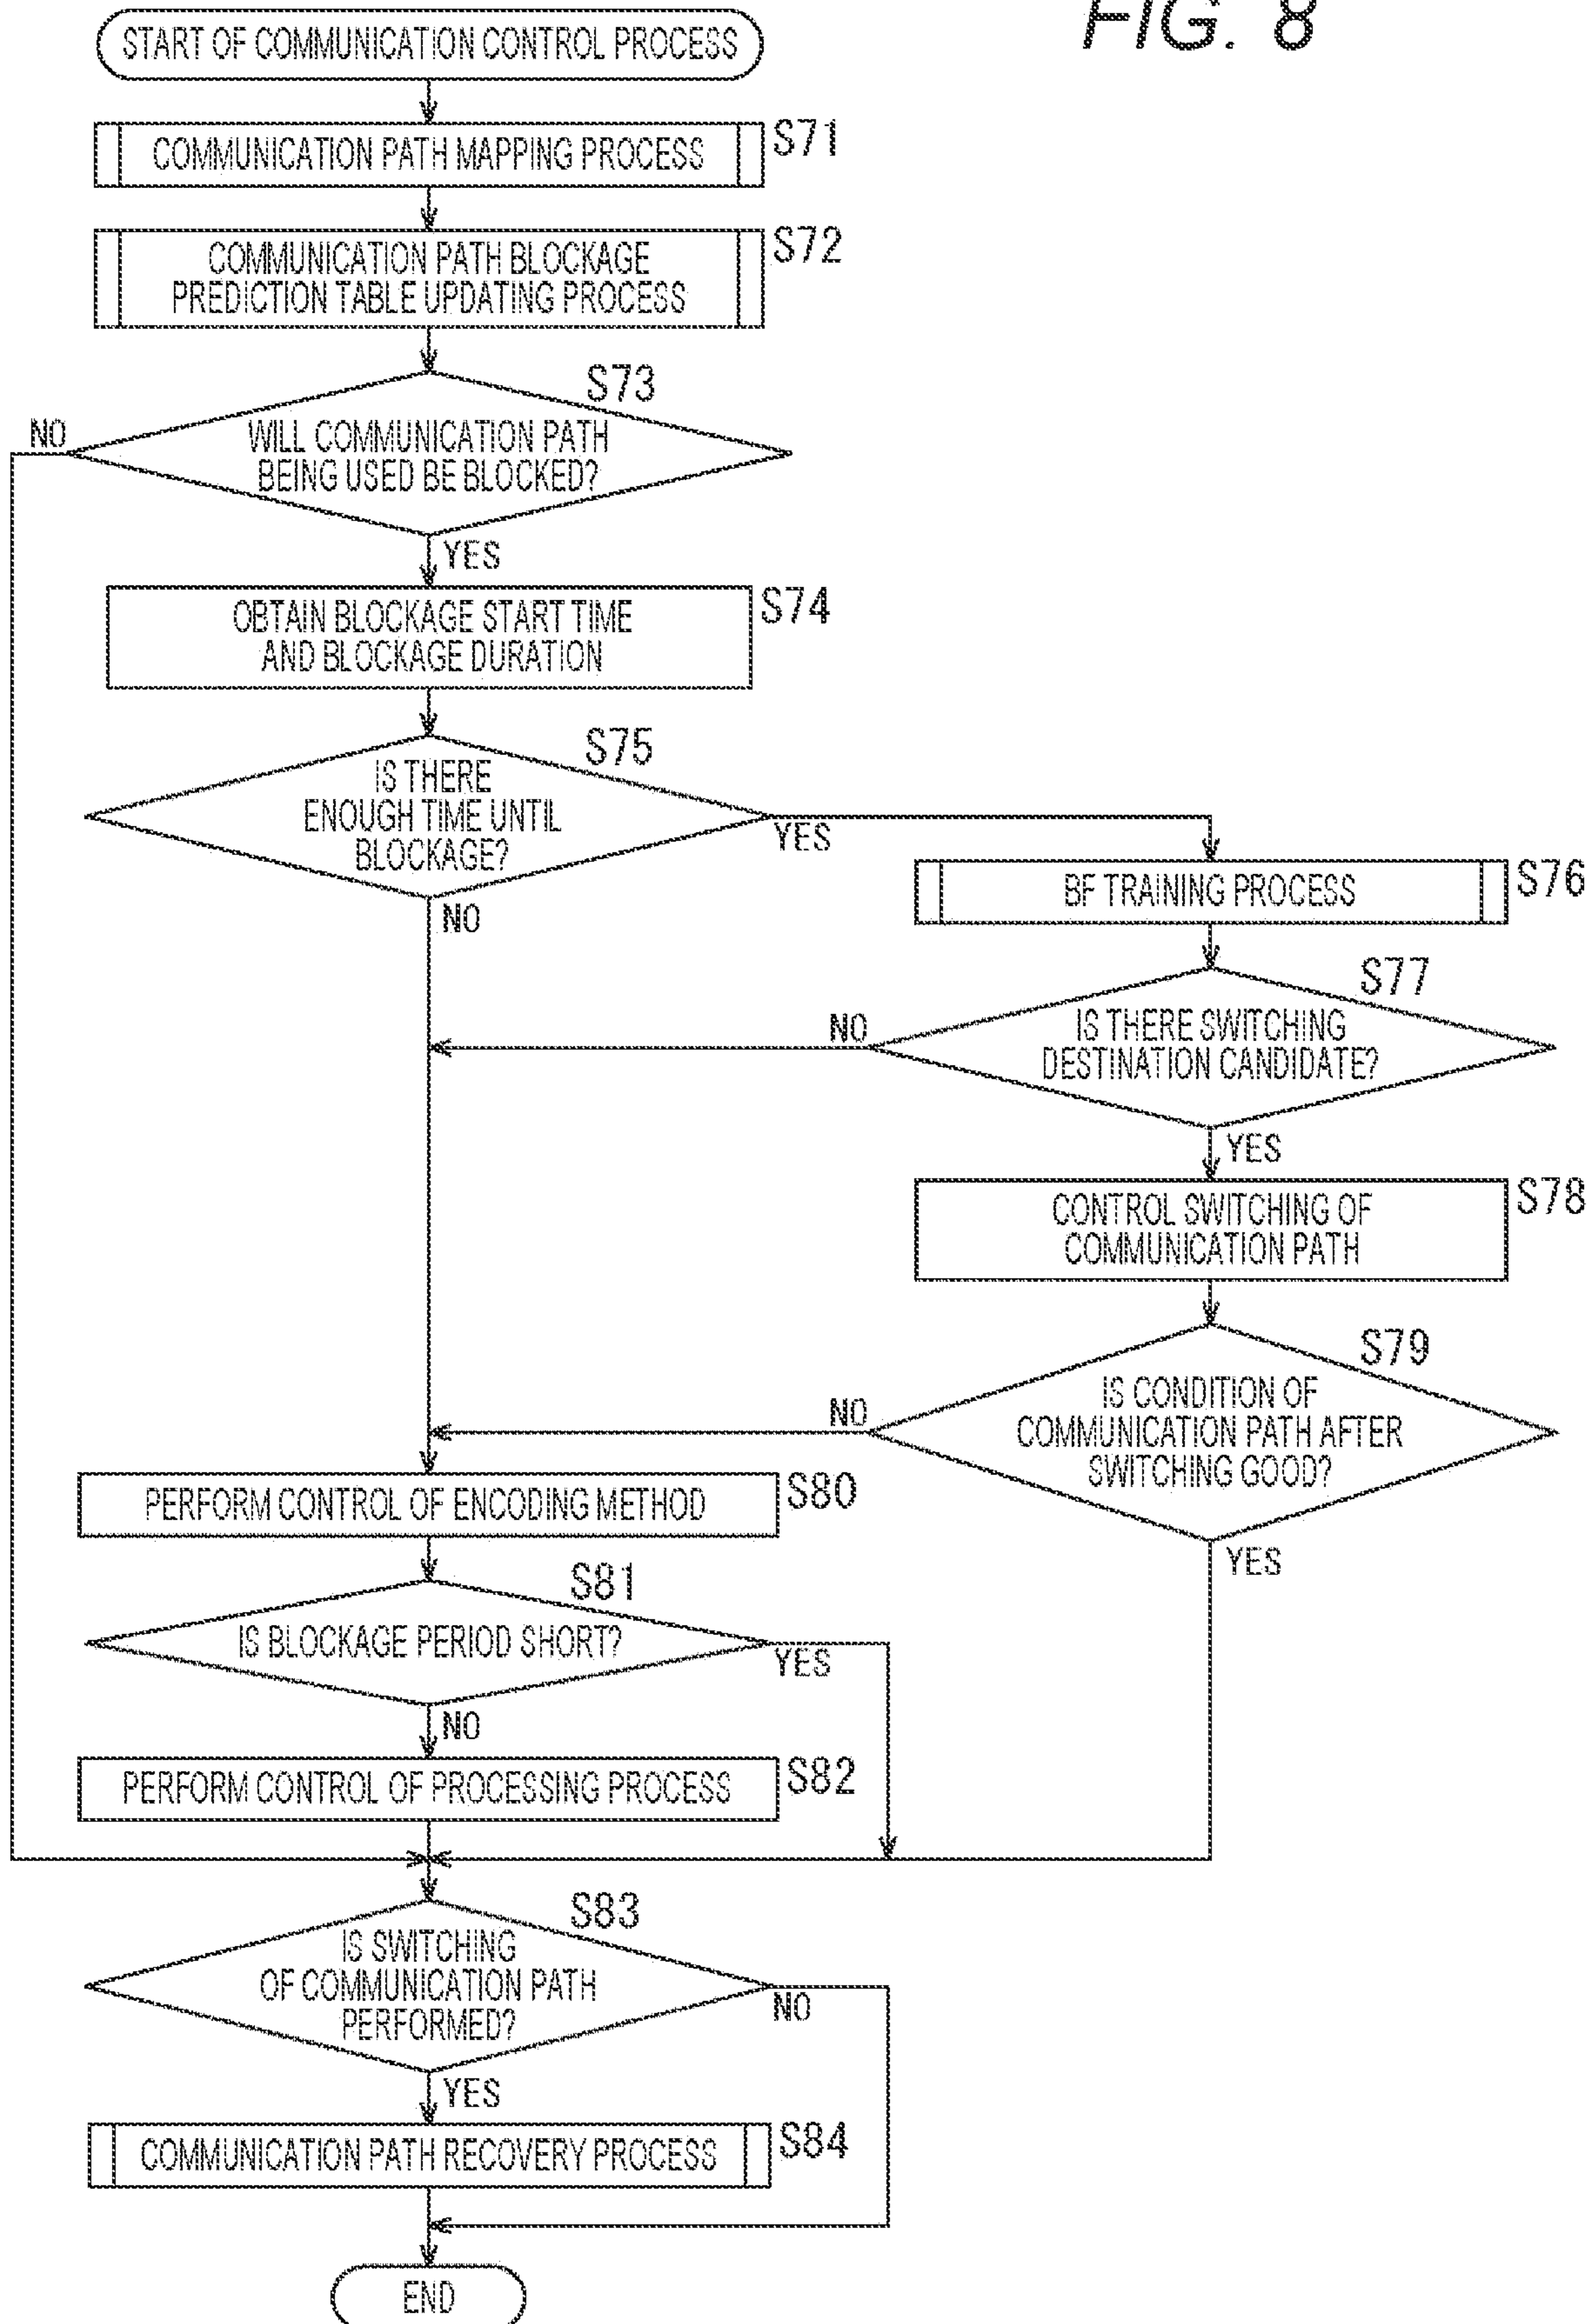 FIG. 8
START OF COMMUNICATION CONTROL PROCESS
COMMUNICATION PATH MAPPING PROCESS
S71
COMMUNICATION PATH BLOCKAGE
PREDICTION TABLE UPDATING PROCESS
S72
S73
NO
WILL COMMUNICATION PATH
BEING USED BE BLOCKED?
YES
OBTAIN BLOCKAGE START TIME
AND BLOCKAGE DURATION
S74
S75
IS THERE
ENOUGH TIME UNTIL
BLOCKAGE?
YES
NO
BF TRAINING PROCESS
S76
S77
NO
IS THERE SWITCHING
DESTINATION CANDIDATE?
YES
CONTROL SWITCHING OF
COMMUNICATION PATH
S78
S79
NO
IS CONDITION OF
COMMUNICATION PATH AFTER
SWITCHING GOOD?
YES
PERFORM CONTROL OF ENCODING METHOD
S80
S81
IS BLOCKAGE PERIOD SHORT?
YES
NO
PERFORM CONTROL OF PROCESSING PROCESS
S82
S83
IS SWITCHING
OF COMMUNICATION PATH
PERFORMED?
NO
YES
COMMUNICATION PATH RECOVERY PROCESS
S84
END